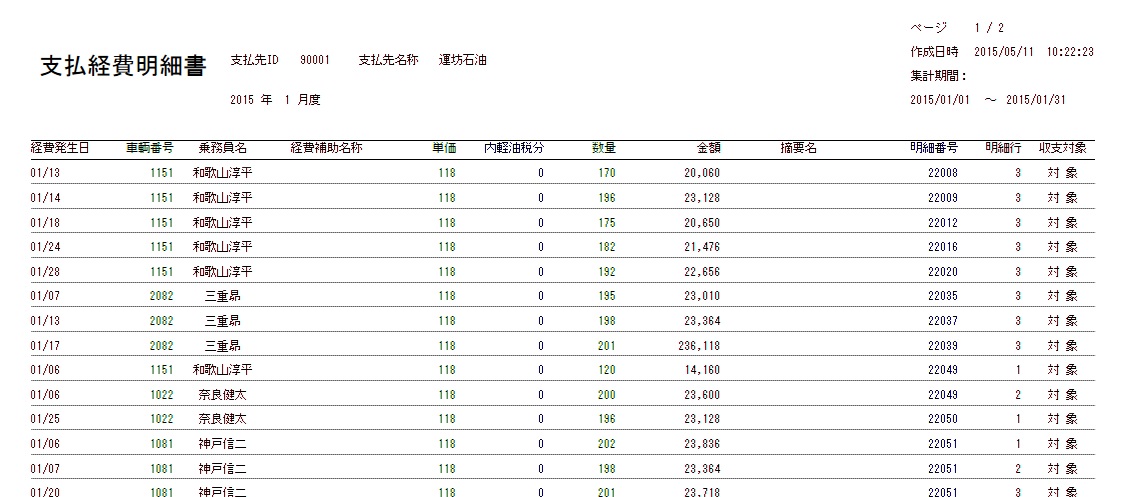 ページ 1 / 2
支払経費明細書 支払先ID 90001 支払先名称 運坊石油 作成日時 2015/05/11 10:22:23
集計期間:
2015 年 1 月度 2015/01/01 ～ 2015/01/31
経費発生日 車輌番号 乗務員名 経費補助名称 単価 内軽油税分 数量 金額 摘要名 明細番号 明細行 収支対象
01/13 1151 和歌山淳平 118 0 170 20,060 22008 3 対 象
01/14 1151 和歌山淳平 118 0 196 23,128 22009 3 対 象
01/18 1151 和歌山淳平 118 0 175 20,650 22012 3 対 象
01/24 1151 和歌山淳平 118 0 182 21,476 22016 3 対 象
01/28 1151 和歌山淳平 118 0 192 22,656 22020 3 対 象
01/07 2082 三重昴 118 0 195 23,010 22035 3 対 象
01/13 2082 三重昴 118 0 198 23,364 22037 3 対 象
01/17 2082 三重昴 118 0 201 236,118 22039 3 対 象
01/06 1151 和歌山淳平 118 0 120 14,160 22049 1 対 象
01/06 1022 奈良健太 118 0 200 23,600 22049 2 対 象
01/25 1022 奈良健太 118 0 196 23,128 22050 1 対 象
01/06 1081 神戸信二 118 0 202 23,836 22051 1 対 象
01/07 1081 神戸信二 118 0 198 23,364 22051 2 対 象
01/20 1081 神戸信二 118 0 201 23,718 22051 3 対 象